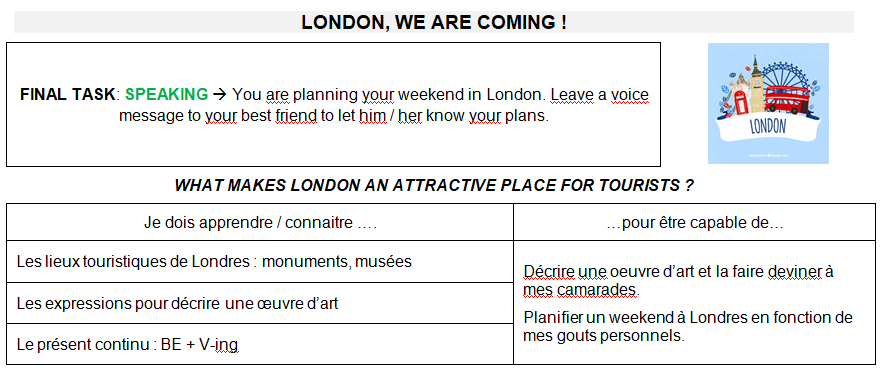 LONDON, WE ARE COMING !
FINAL TASK: SPEAKING → You are planning your weekend in London. Leave a voice
message to your best friend to let him / her know your plans.
LONDON
WHAT MAKES LONDON AN ATTRACTIVE PLACE FOR TOURISTS ?
Je dois apprendre / connaitre ….
…pour être capable de…
Les lieux touristiques de Londres : monuments, musées
Les expressions pour décrire une œuvre d’art
Le présent continu : BE + V-ing
Décrire une oeuvre d’art et la faire deviner à
mes camarades.
Planifier un weekend à Londres en fonction de
mes gouts personnels.